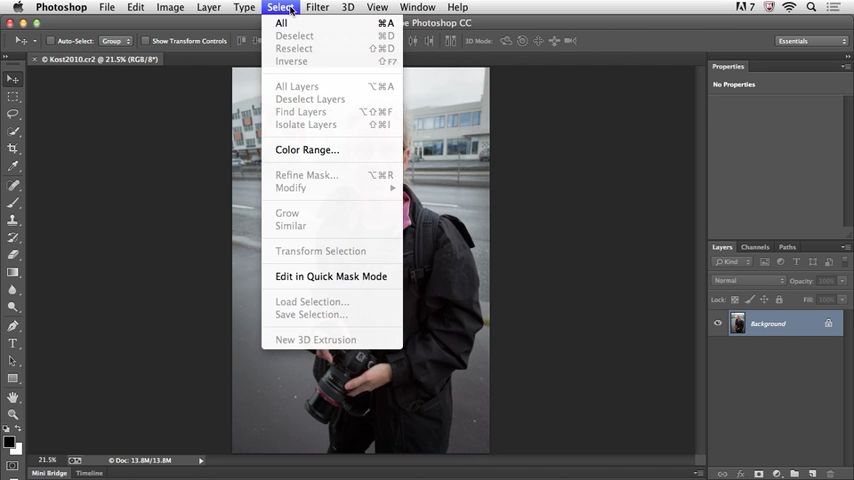 Photoshop File Edit Image Layer Type Select Filter 3D View Window Help
7
Auto-Select: Group Show Transform Controls
e Photoshop CC
3D Mode:
Essentials
× © Kost2010.cr2 @ 21.5% (RGB/8*)
All ⌘A
Deselect ⌘D
Reselect ⇧⌘D
Inverse ⇧F7
All Layers ⌥⌘A
Deselect Layers
Find Layers ⌥⇧⌘F
Isolate Layers ⇧⌘I
Color Range...
Refine Mask... ⌥⌘R
Modify
Grow
Similar
Transform Selection
Edit in Quick Mask Mode
Load Selection...
Save Selection...
New 3D Extrusion
Properties
No Properties
Layers Channels Paths
Kind
Normal Opacity: 100%
Lock: Fill: 100%
Background
21.5% © Doc: 13.8M/13.8M
Mini Bridge Timeline